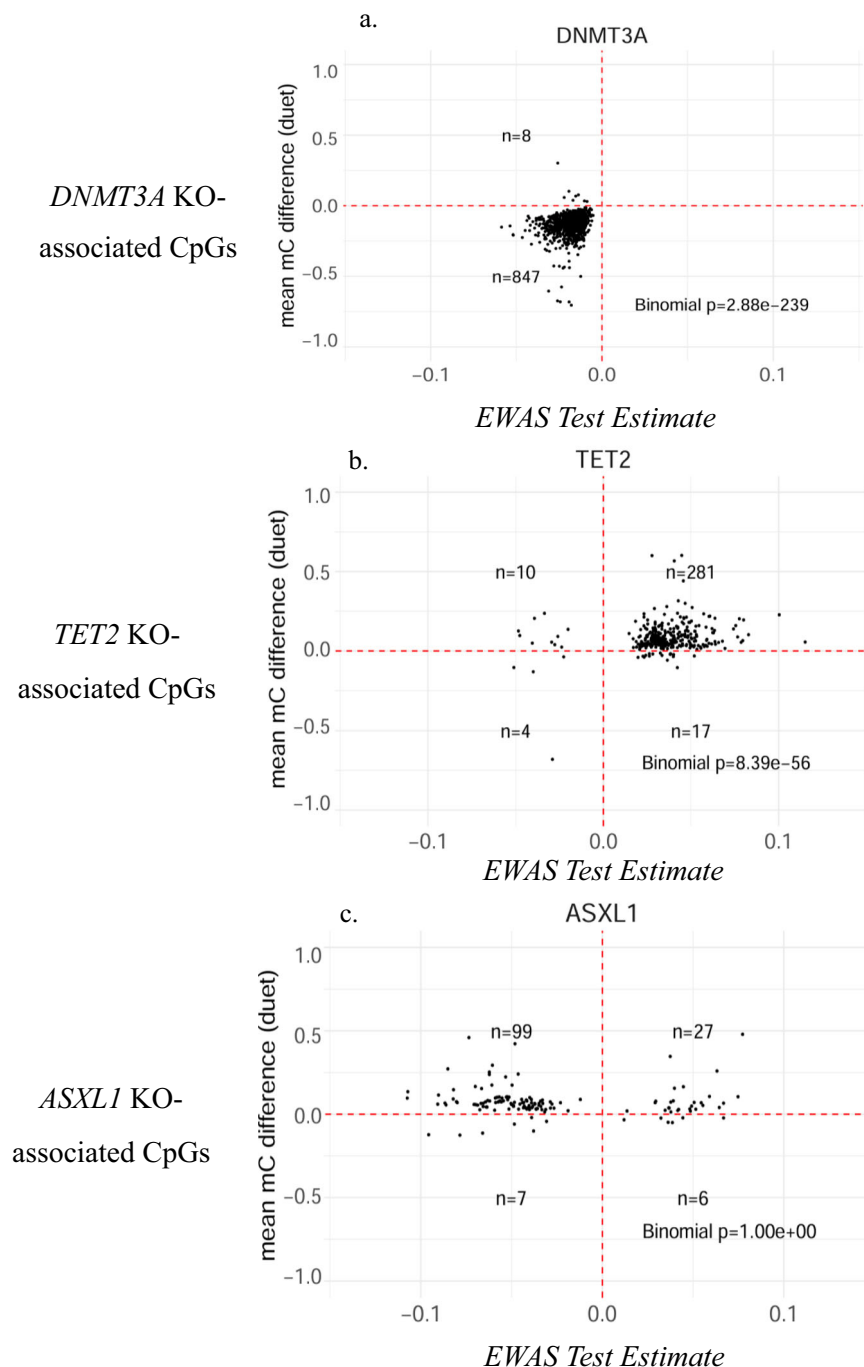 a.
DNMT3A
DNMT3A KO-
associated CpGs
mean mC difference (duet)
1.0
0.5
0.0
−0.5
−1.0
n=8
n=847
Binomial p=2.88e−239
−0.1
0.0
0.1
EWAS Test Estimate
b.
TET2
TET2 KO-
associated CpGs
mean mC difference (duet)
1.0
0.5
0.0
−0.5
−1.0
n=10
n=281
n=4
n=17
Binomial p=8.39e−56
−0.1
0.0
0.1
EWAS Test Estimate
c.
ASXL1
ASXL1 KO-
associated CpGs
mean mC difference (duet)
1.0
0.5
0.0
−0.5
−1.0
n=99
n=27
n=7
n=6
Binomial p=1.00e+00
−0.1
0.0
0.1
EWAS Test Estimate